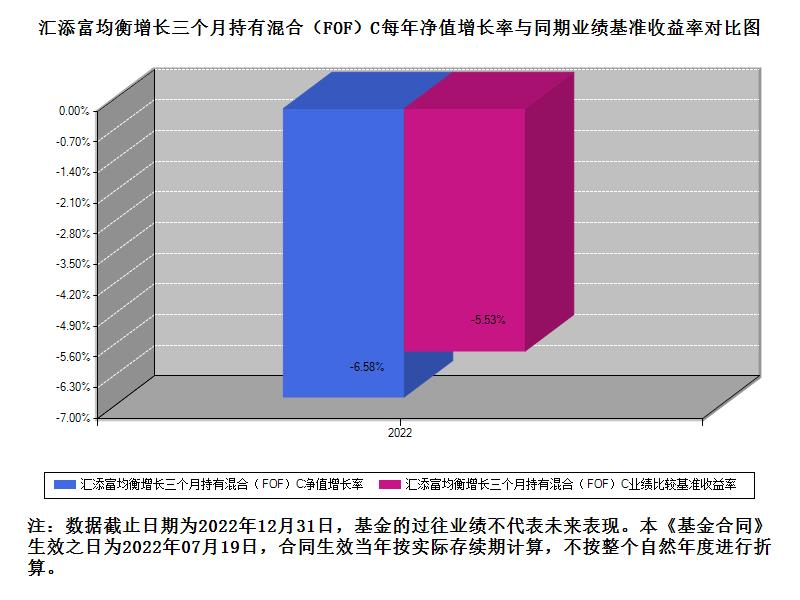 汇添富均衡增长三个月持有混合（FOF）C每年净值增长率与同期业绩基准收益率对比图
0.00%
-0.70%
-1.40%
-2.10%
-2.80%
-3.50%
-4.20%
-4.90%
-5.60%
-6.30%
-7.00%
-5.53%
-6.58%
2022
汇添富均衡增长三个月持有混合（FOF）C净值增长率
汇添富均衡增长三个月持有混合（FOF）C业绩比较基准收益率
注：数据截止日期为2022年12月31日，基金的过往业绩不代表未来表现。本《基金合同》
生效之日为2022年07月19日，合同生效当年按实际存续期计算，不按整个自然年度进行折
算。